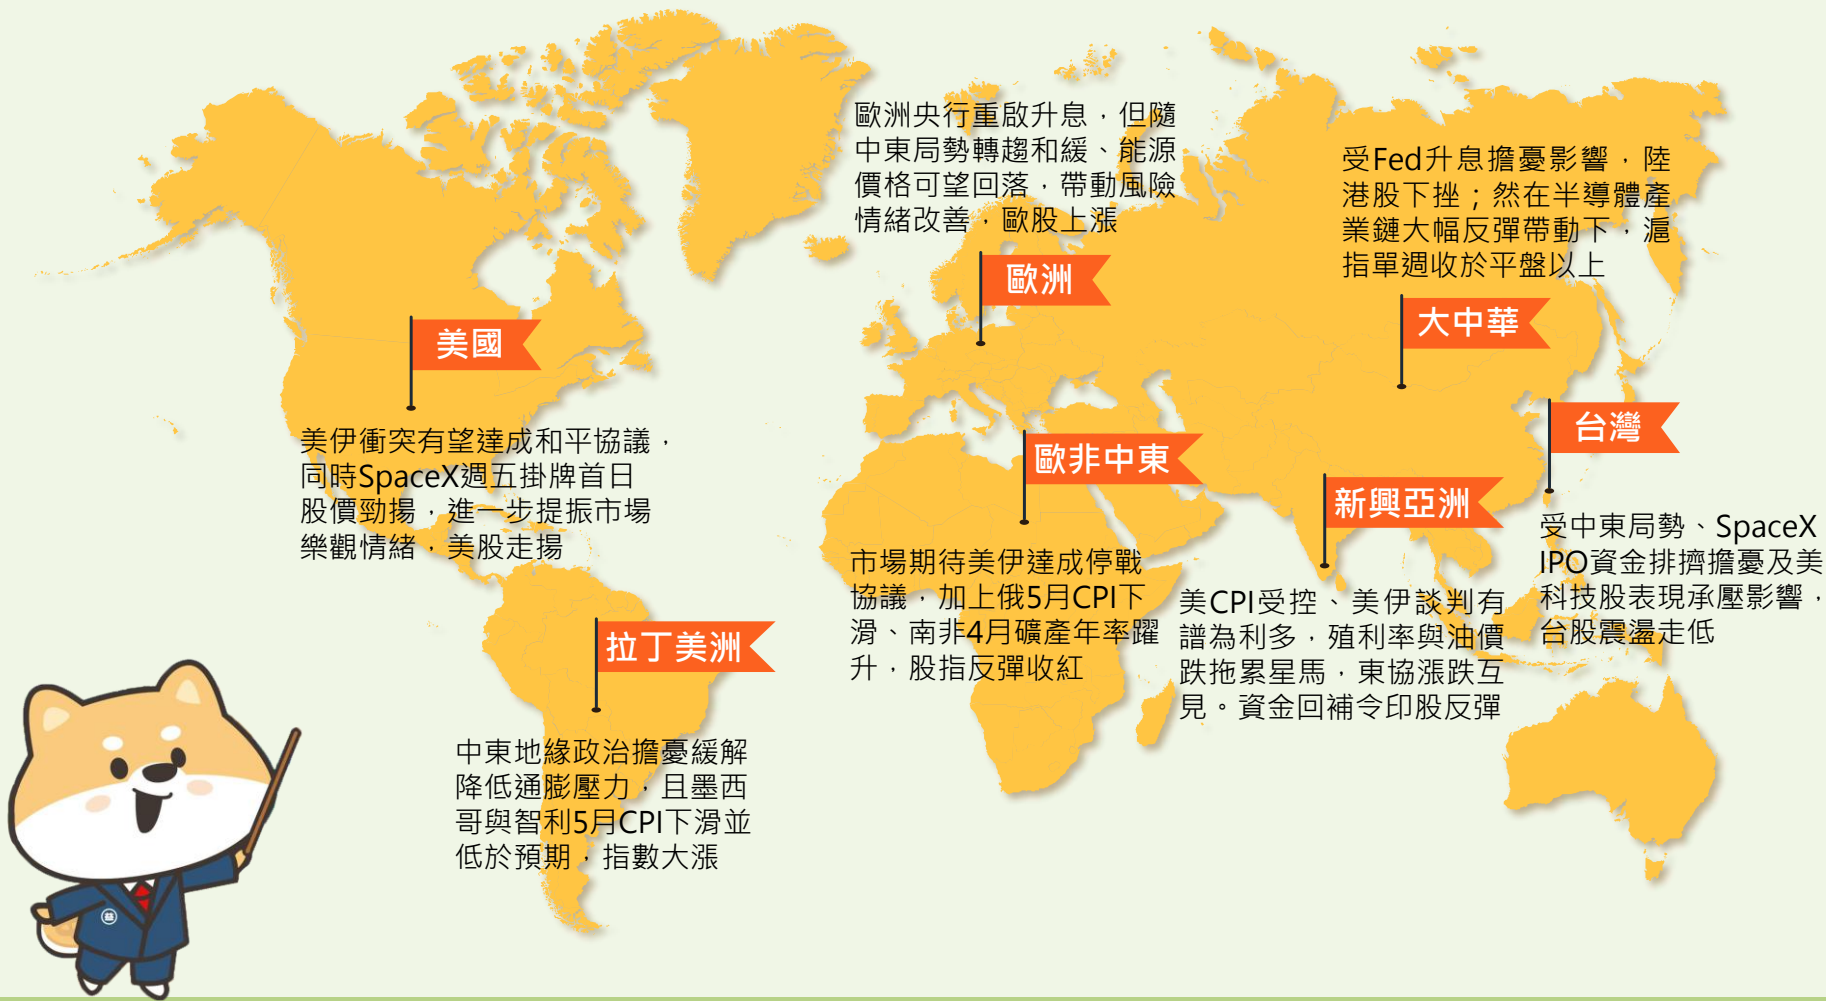 歐洲央行重啟升息，但隨
中東局勢轉趨和緩、能源
價格可望回落，帶動風險
情緒改善，歐股上漲
歐洲
受Fed升息擔憂影響，陸
港股下挫；然在半導體產
業鏈大幅反彈帶動下，滬
指單週收於平盤以上
大中華
美國
美伊衝突有望達成和平協議，
同時SpaceX週五掛牌首日
股價勁揚，進一步提振市場
樂觀情緒，美股走揚
歐非中東
市場期待美伊達成停戰
協議，加上俄5月CPI下
滑、南非4月礦產年率躍
升，股指反彈收紅
新興亞洲
美CPI受控、美伊談判有
譜為利多，殖利率與油價
跌拖累星馬，東協漲跌互
見。資金回補令印股反彈
台灣
受中東局勢、SpaceX
IPO資金排擠擔憂及美
科技股表現承壓影響，
台股震盪走低
拉丁美洲
中東地緣政治擔憂緩解
降低通膨壓力，且墨西
哥與智利5月CPI下滑並
低於預期，指數大漲
益